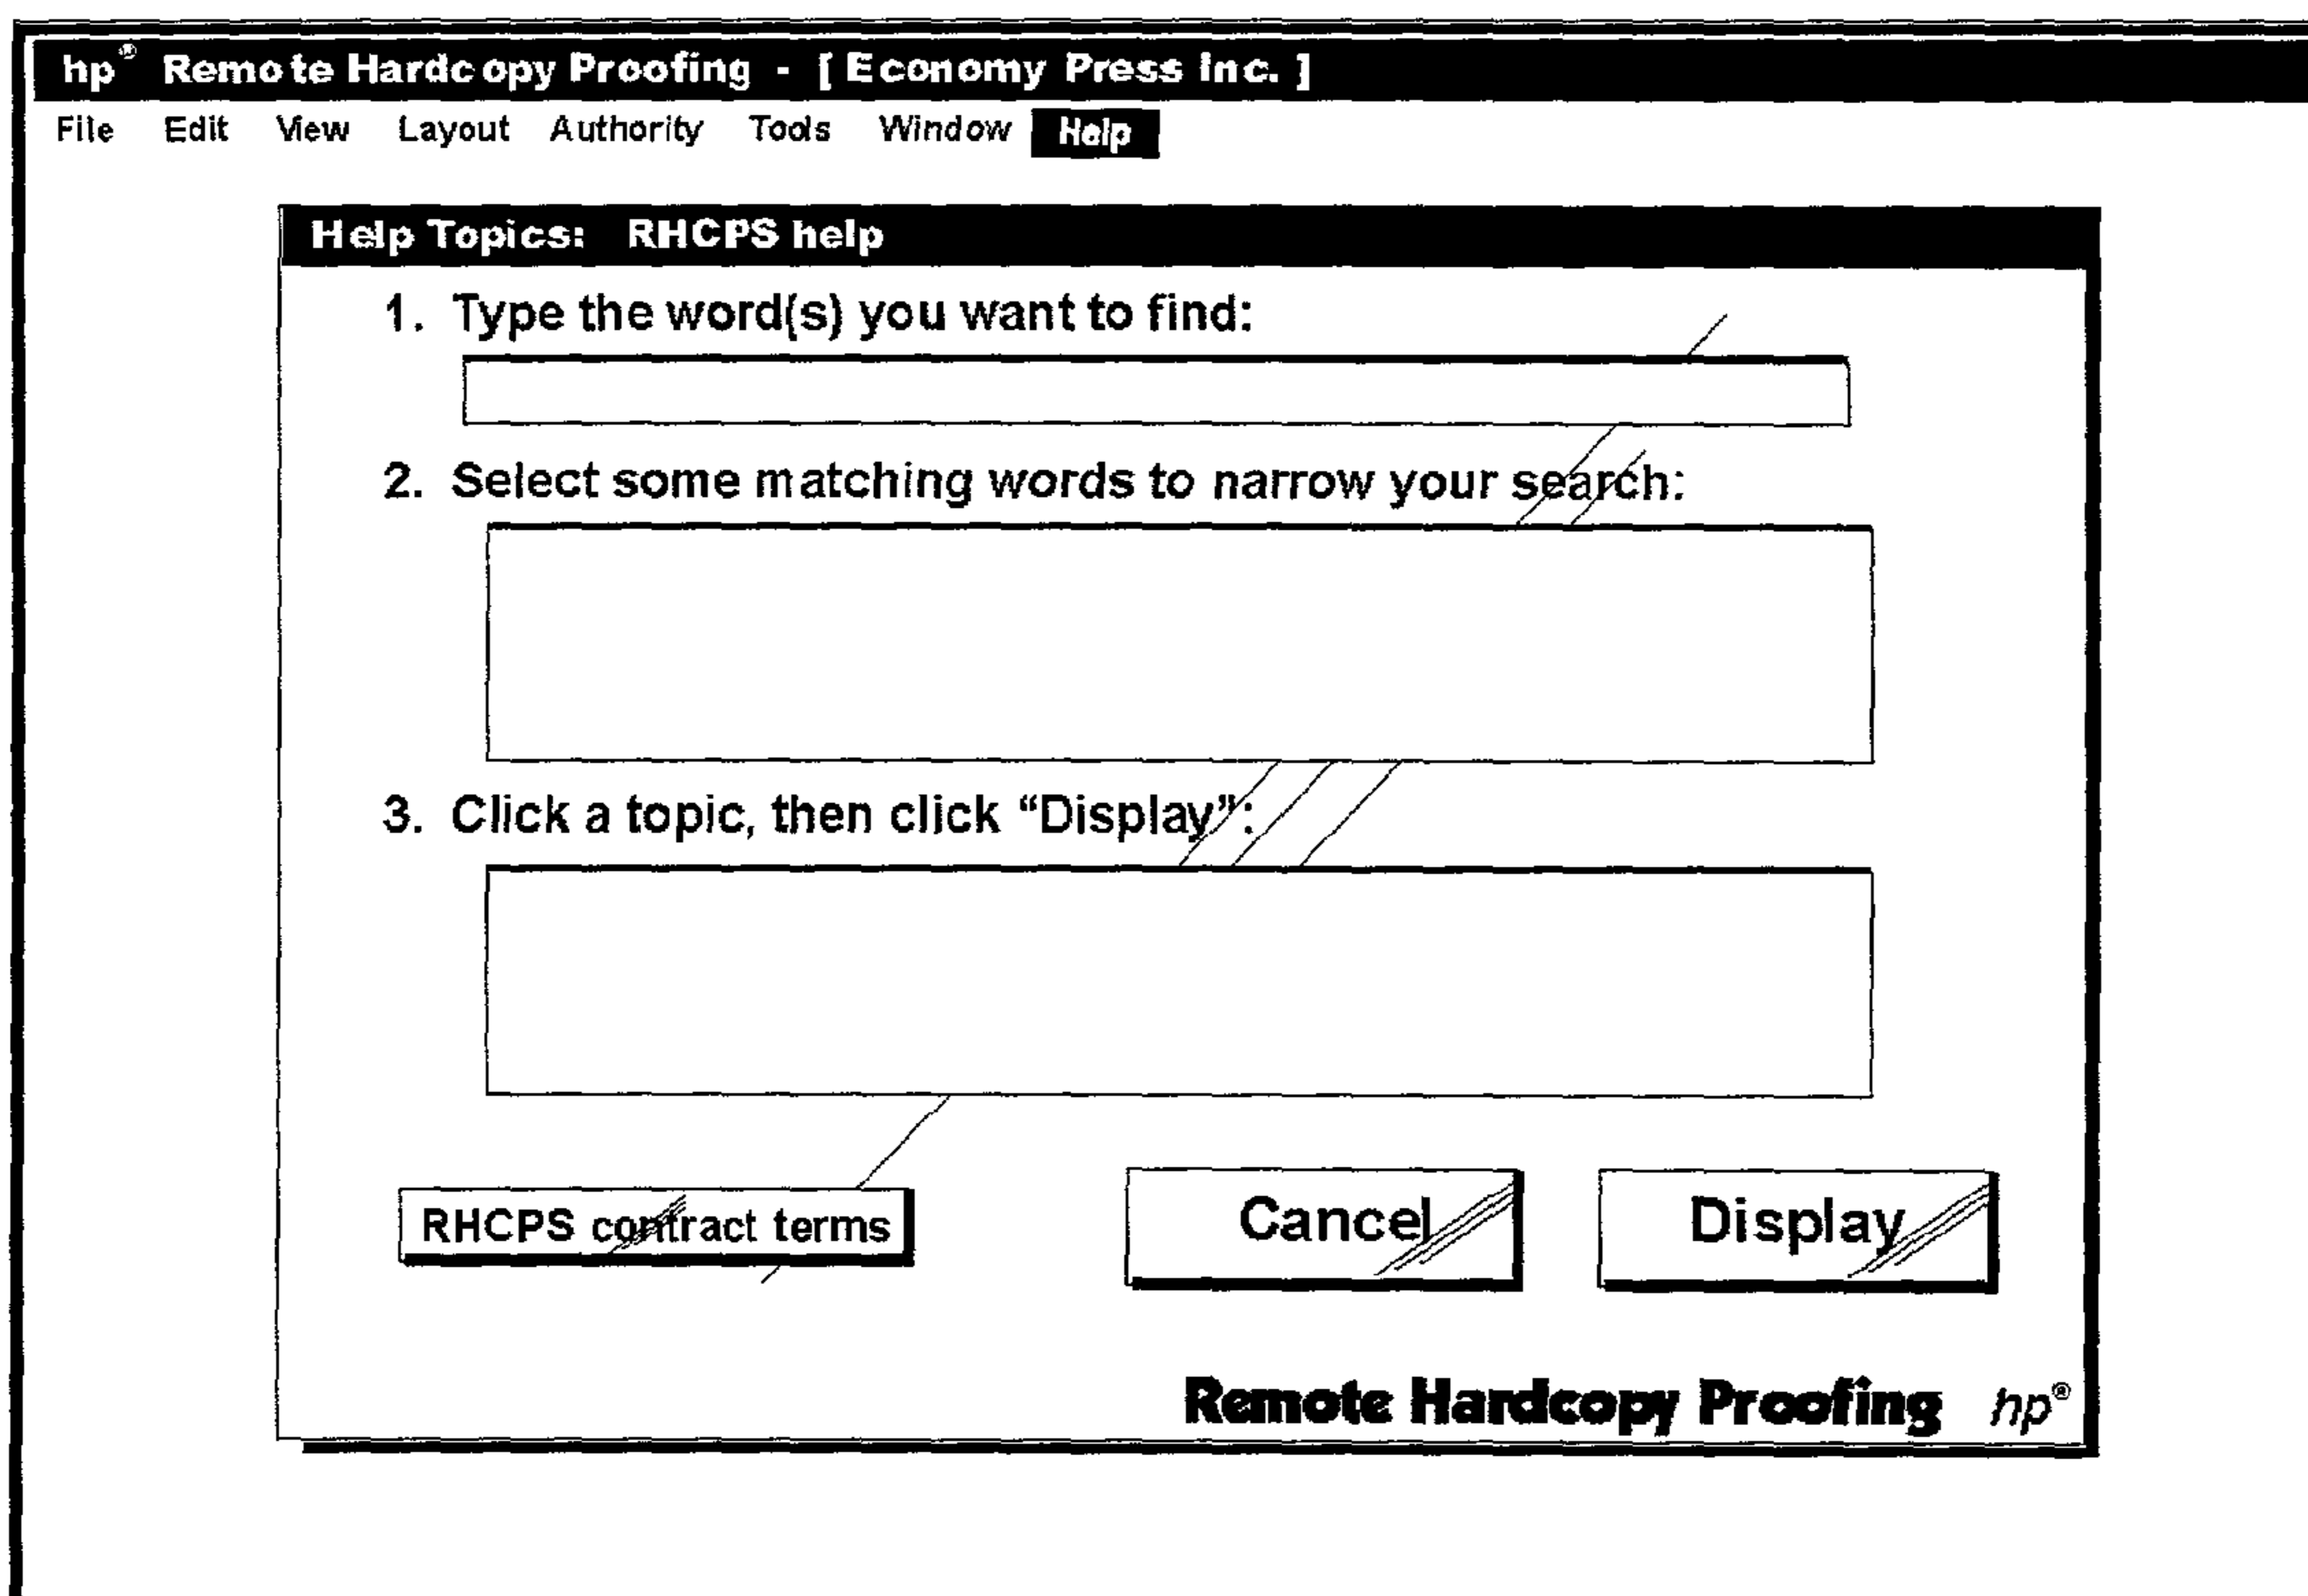 hp® Remote Hardcopy Proofing - [ Economy Press Inc. ]
File Edit View Layout Authority Tools Window Help
Help Topics: RHCPS help
1. Type the word(s) you want to find:
2. Select some matching words to narrow your search:
3. Click a topic, then click “Display”:
RHCPS contract terms Cancel Display
Remote Hardcopy Proofing hp®